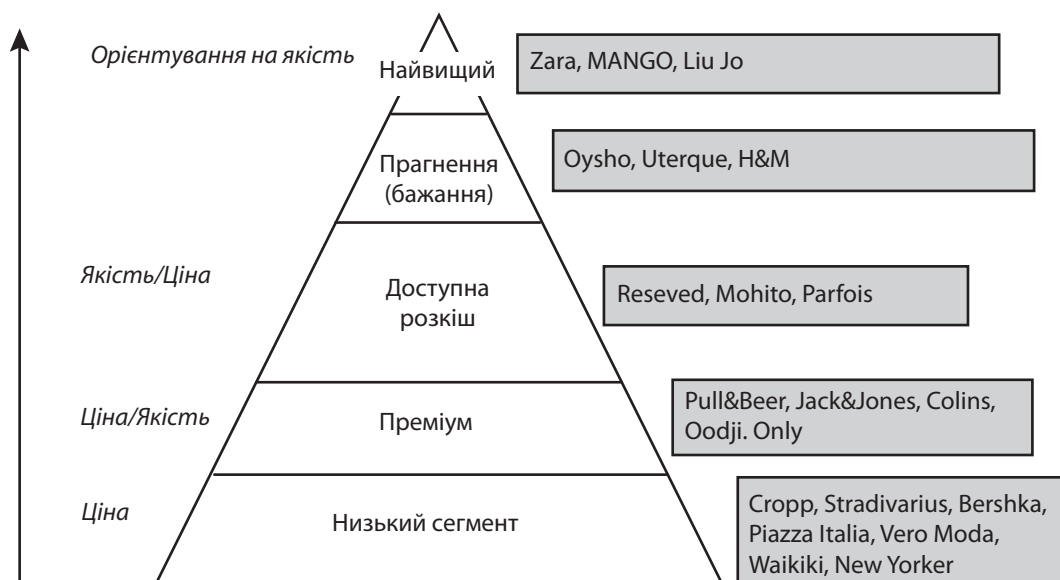 Орієнтування на якість
Найвищий
Zara, MANGO, Liu Jo
Прагнення
(бажання)
Oysho, Uterque, H&M
Якість/Ціна
Доступна
розкіш
Reseved, Mohito, Parfois
Ціна/Якість
Преміум
Pull&Beer, Jack&Jones, Colins,
Oodji. Only
Ціна
Низький сегмент
Cropp, Stradivarius, Bershka,
Piazza Italia, Vero Moda,
Waikiki, New Yorker